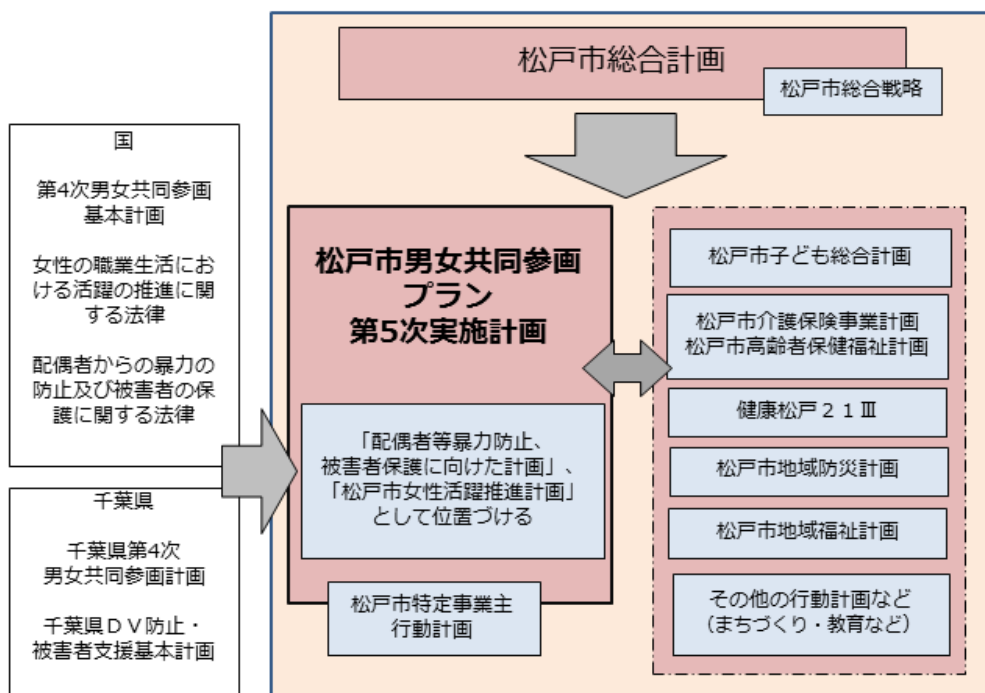 松戸市総合計画
松戸市総合戦略
国
第4次男女共同参画
基本計画
女性の職業生活にお
ける活躍の推進に関
する法律
配偶者からの暴力の
防止及び被害者の保
護に関する法律
千葉県
千葉県第4次
男女共同参画計画
千葉県ＤＶ防止・
被害者支援基本計画
松戸市男女共同参画
プラン
第5次実施計画
「配偶者等暴力防止、
被害者保護に向けた計画」、
「松戸市女性活躍推進計画」
として位置づける
松戸市特定事業主
行動計画
松戸市子ども総合計画
松戸市介護保険事業計画
松戸市高齢者保健福祉計画
健康松戸２１Ⅲ
松戸市地域防災計画
松戸市地域福祉計画
その他の行動計画など
（まちづくり・教育など）